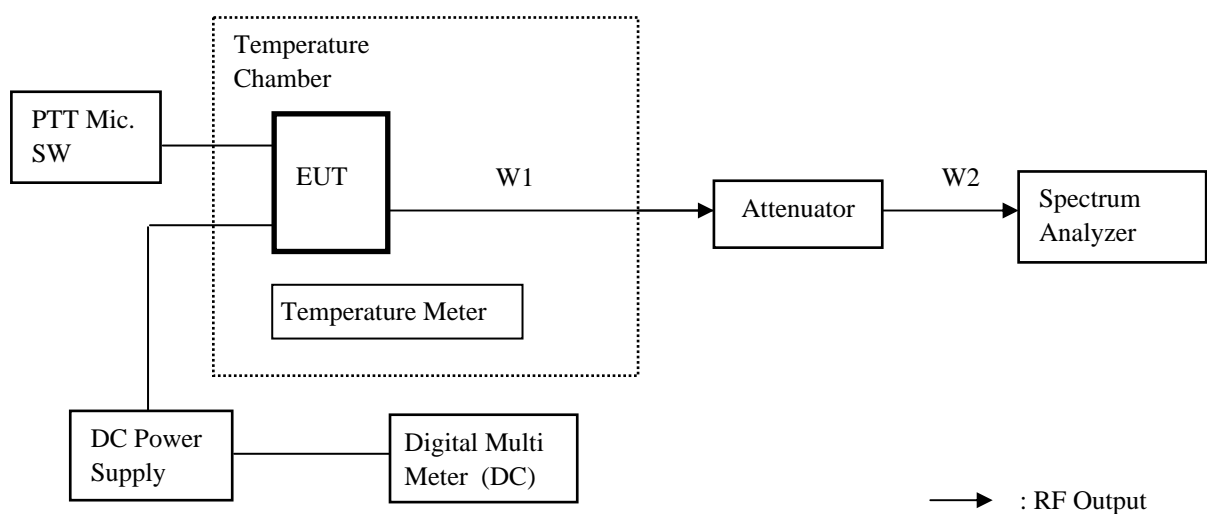 Temperature
Chamber
PTT Mic.
SW
EUT
W1
Attenuator
W2
Spectrum
Analyzer
Temperature Meter
DC Power
Supply
Digital Multi
Meter (DC)
: RF Output